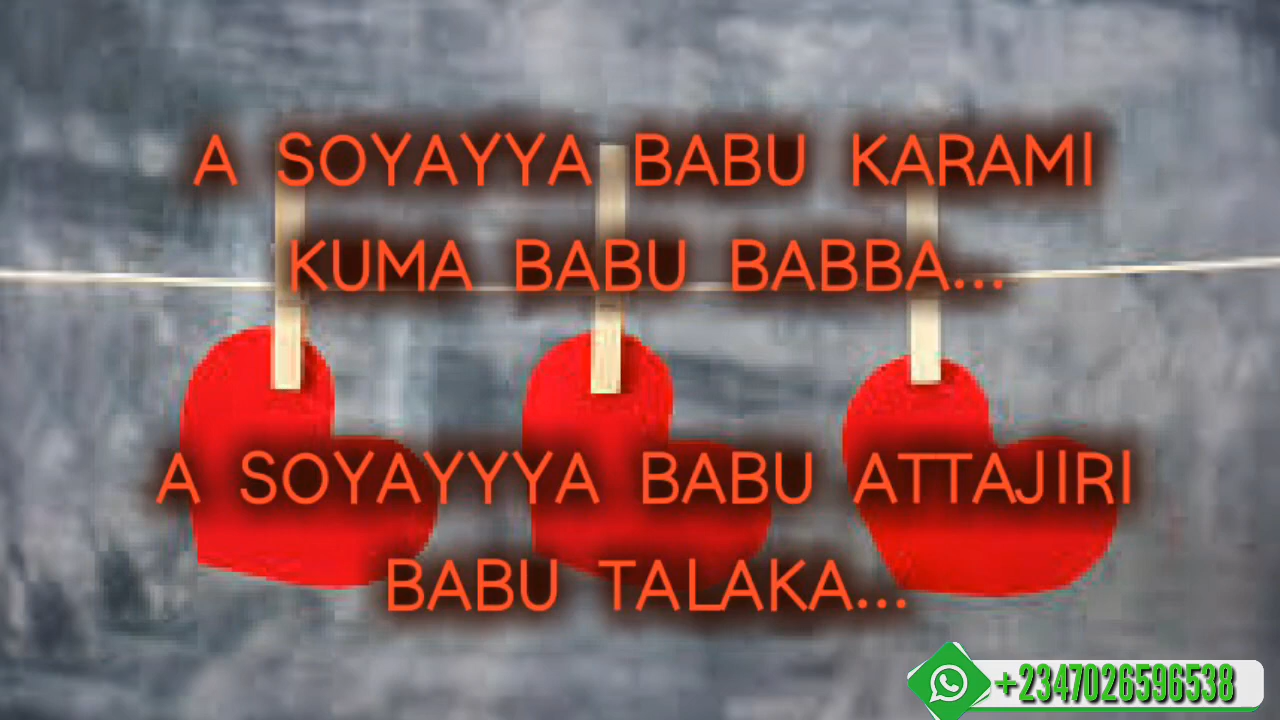 A SOYAYYA BABU KARAMI
KUMA BABU BABBA...
A SOYAYYYA BABU ATTAJIRI
BABU TALAKA...
+2347026596538